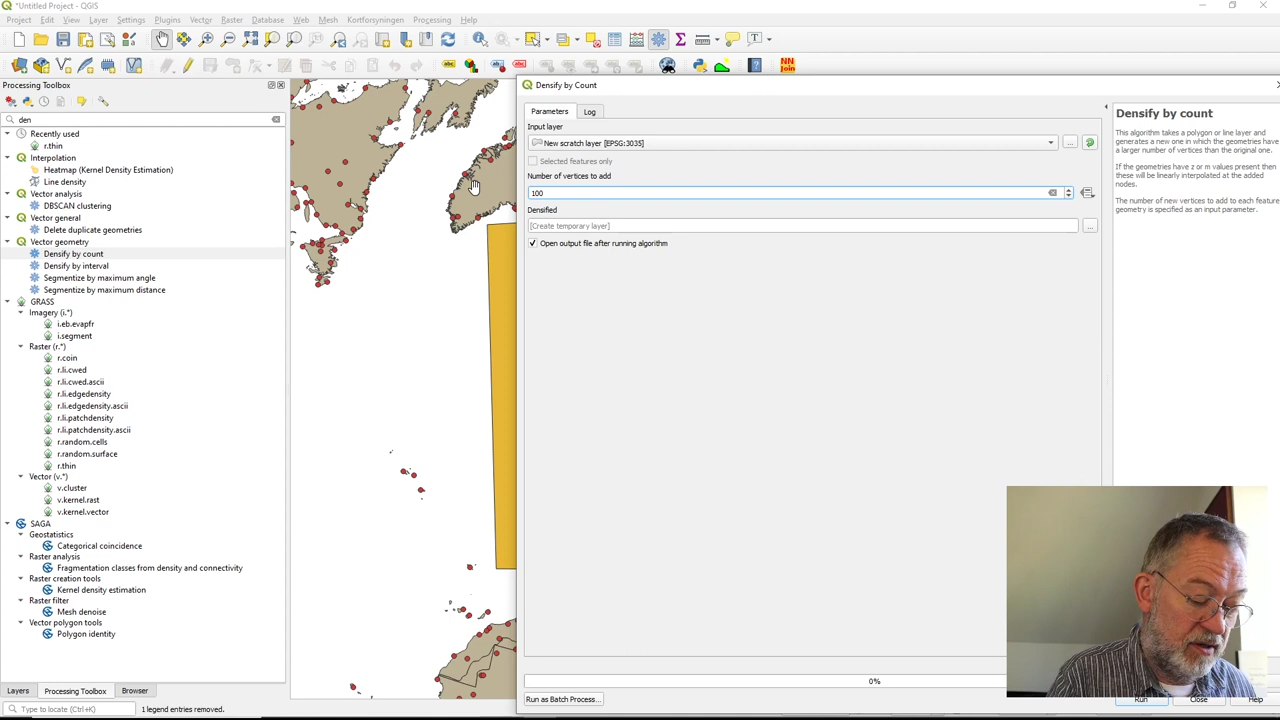 *Untitled Project - QGIS
Project Edit View Layer Settings Plugins Vector Raster Database Web Mesh Kortforsyningen Processing Help
Processing Toolbox
den
Recently used
r.thin
Interpolation
Heatmap (Kernel Density Estimation)
Line density
Vector analysis
DBSCAN clustering
Vector general
Delete duplicate geometries
Vector geometry
Densify by count
Densify by interval
Segmentize by maximum angle
Segmentize by maximum distance
GRASS
Imagery (i.*)
i.eb.evapfr
i.segment
Raster (r.*)
r.coin
r.li.cwed
r.li.cwed.ascii
r.li.edgedensity
r.li.edgedensity.ascii
r.li.patchdensity
r.li.patchdensity.ascii
r.random.cells
r.random.surface
r.thin
Vector (v.*)
v.cluster
v.kernel.rast
v.kernel.vector
SAGA
Geostatistics
Categorical coincidence
Raster analysis
Fragmentation classes from density and connectivity
Raster creation tools
Kernel density estimation
Raster filter
Mesh denoise
Vector polygon tools
Polygon identity
Layers Processing Toolbox Browser
Type to locate (Ctrl+K)
1 legend entries removed.
NN
join
Densify by Count
Parameters Log
Input layer
New scratch layer [EPSG:3035]
...
Selected features only
Number of vertices to add
100
Densified
[Create temporary layer]
...
Open output file after running algorithm
0%
Run as Batch Process...
Run Close Help
Densify by count
This algorithm takes a polygon or line layer and
generates a new one in which the geometries have
a larger number of vertices than the original one.
If the geometries have z or m values present then
these will be linearly interpolated at the added
nodes.
The number of new vertices to add to each feature
geometry is specified as an input parameter.